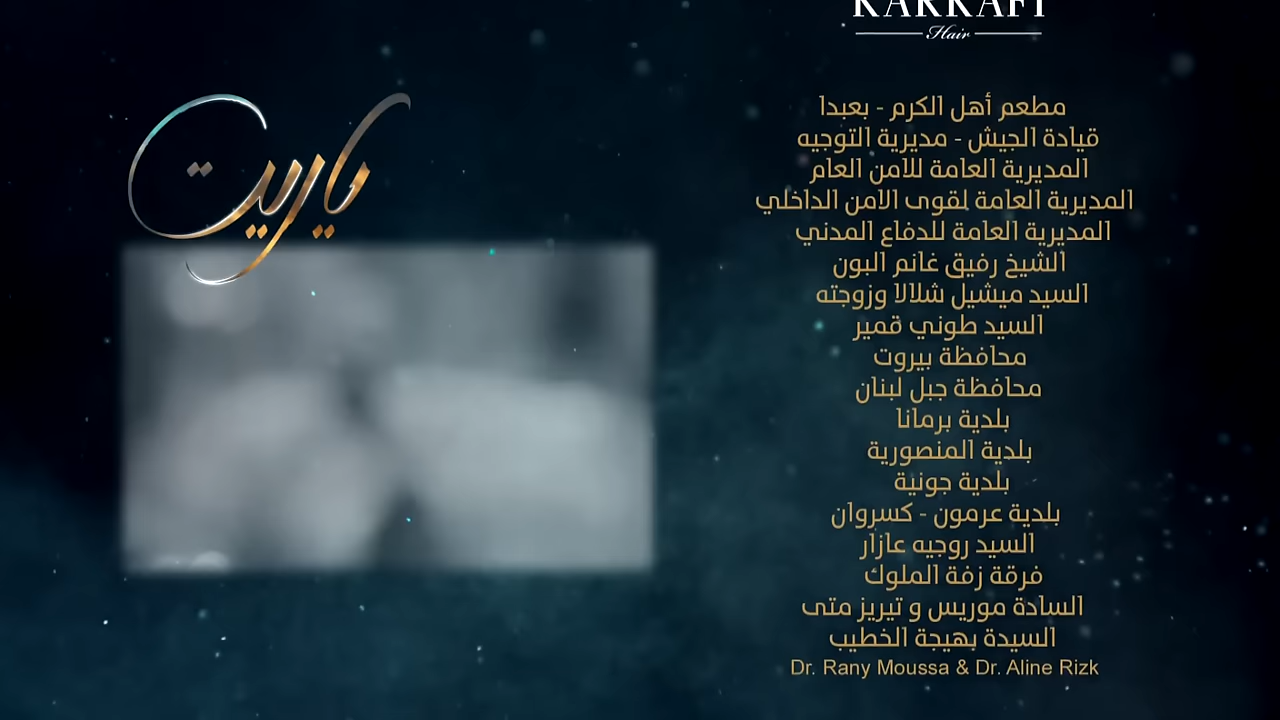 KARKAFI
Hair
ياريت
مطعم أهل الكرم - بعبدا
قيادة الجيش - مديرية التوجيه
المديرية العامة للامن العام
المديرية العامة لقوى الامن الداخلي
المديرية العامة للدفاع المدني
الشيخ رفيق غانم البون
السيد ميشيل شلالا وزوجته
السيد طوني قمير
محافظة بيروت
محافظة جبل لبنان
بلدية برمانا
بلدية المنصورية
بلدية جونية
بلدية عرمون - كسروان
السيد روجيه عازار
فرقة زفة الملوك
السادة موريس و تيريز متى
السيدة بهيجة الخطيب
Dr. Rany Moussa & Dr. Aline Rizk